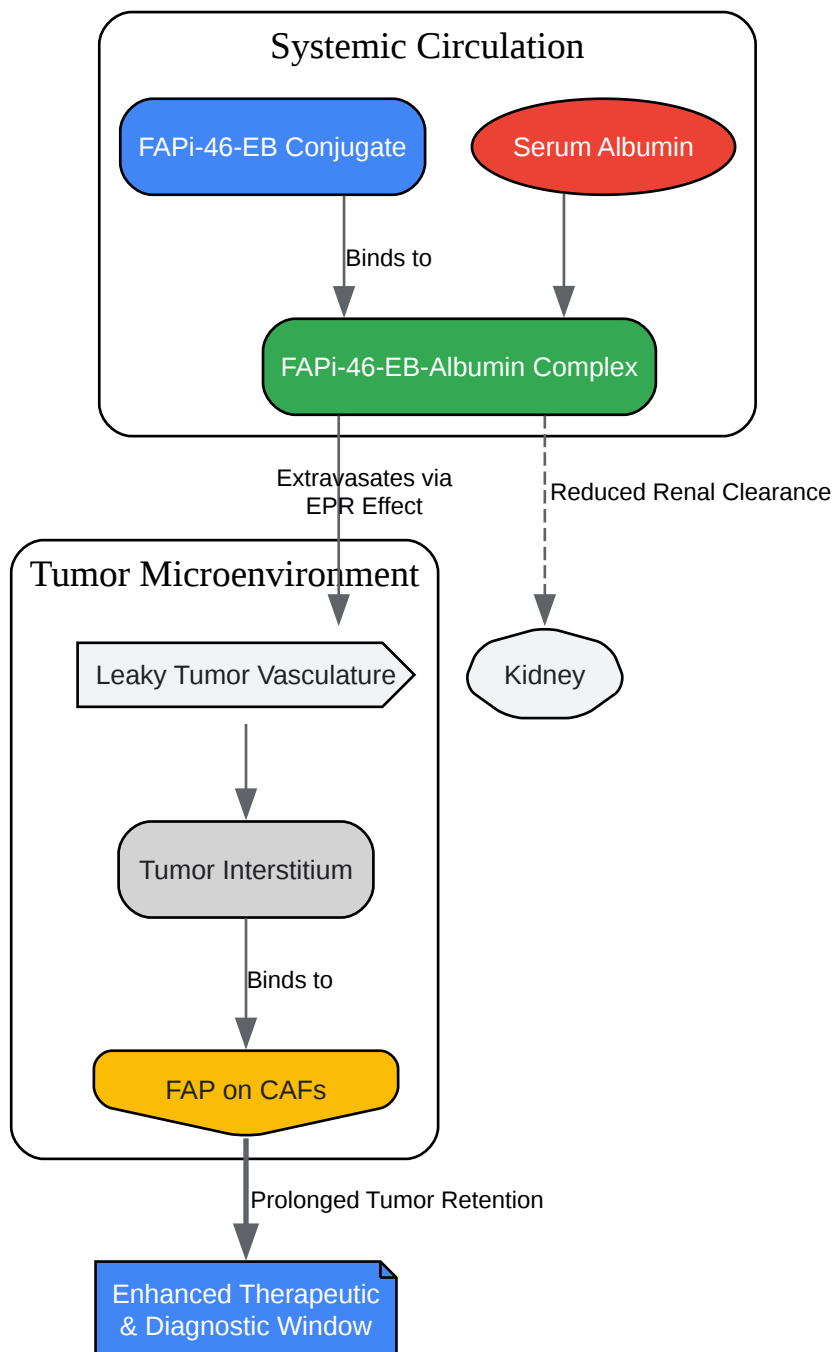 Systemic Circulation
FAPi-46-EB Conjugate
Serum Albumin
Binds to
FAPi-46-EB-Albumin Complex
Extravasates via
EPR Effect
Reduced Renal Clearance
Tumor Microenvironment
Leaky Tumor Vasculature
Kidney
Tumor Interstitium
Binds to
FAP on CAFs
Prolonged Tumor Retention
Enhanced Therapeutic
& Diagnostic Window